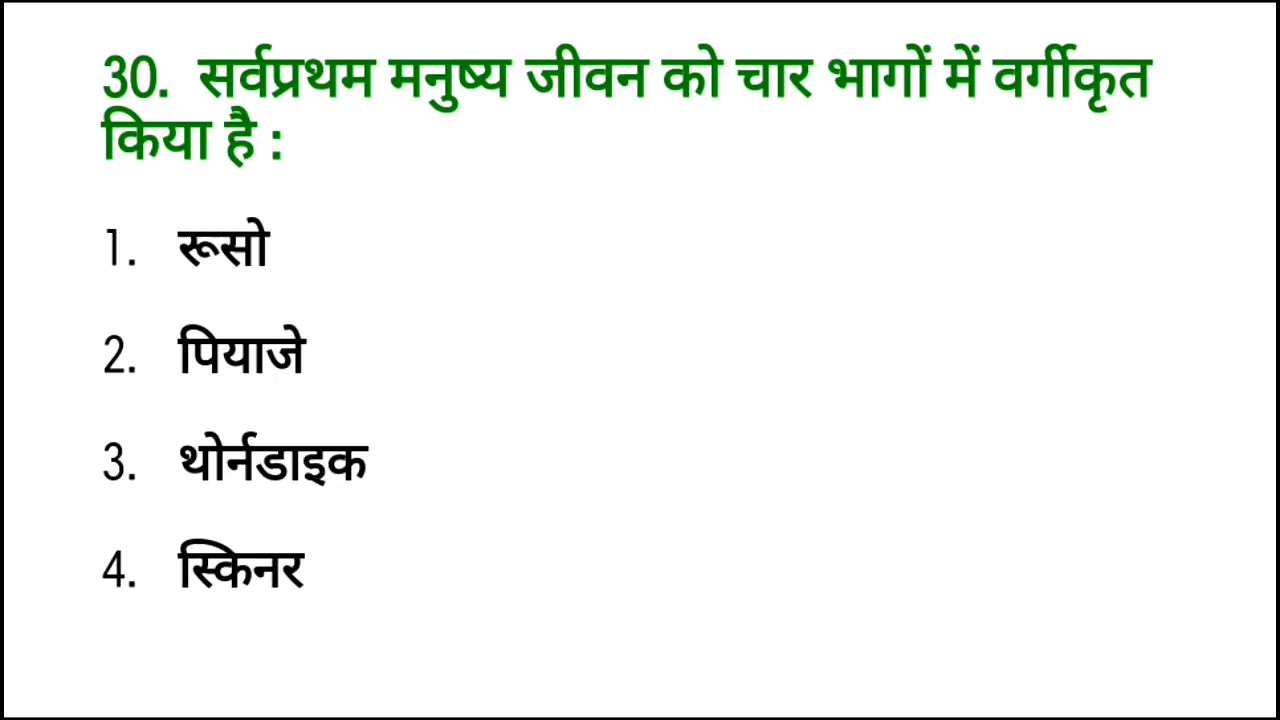 30. सर्वप्रथम मनुष्य जीवन को चार भागों में वर्गीकृत
किया है :
1. रूसो
2. पियाजे
3. थोर्नडाइक
4. स्किनर